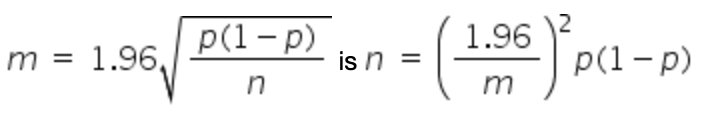 m = 1.96√(p(1 − p)/n) is n = (1.96/m)² p(1 − p)